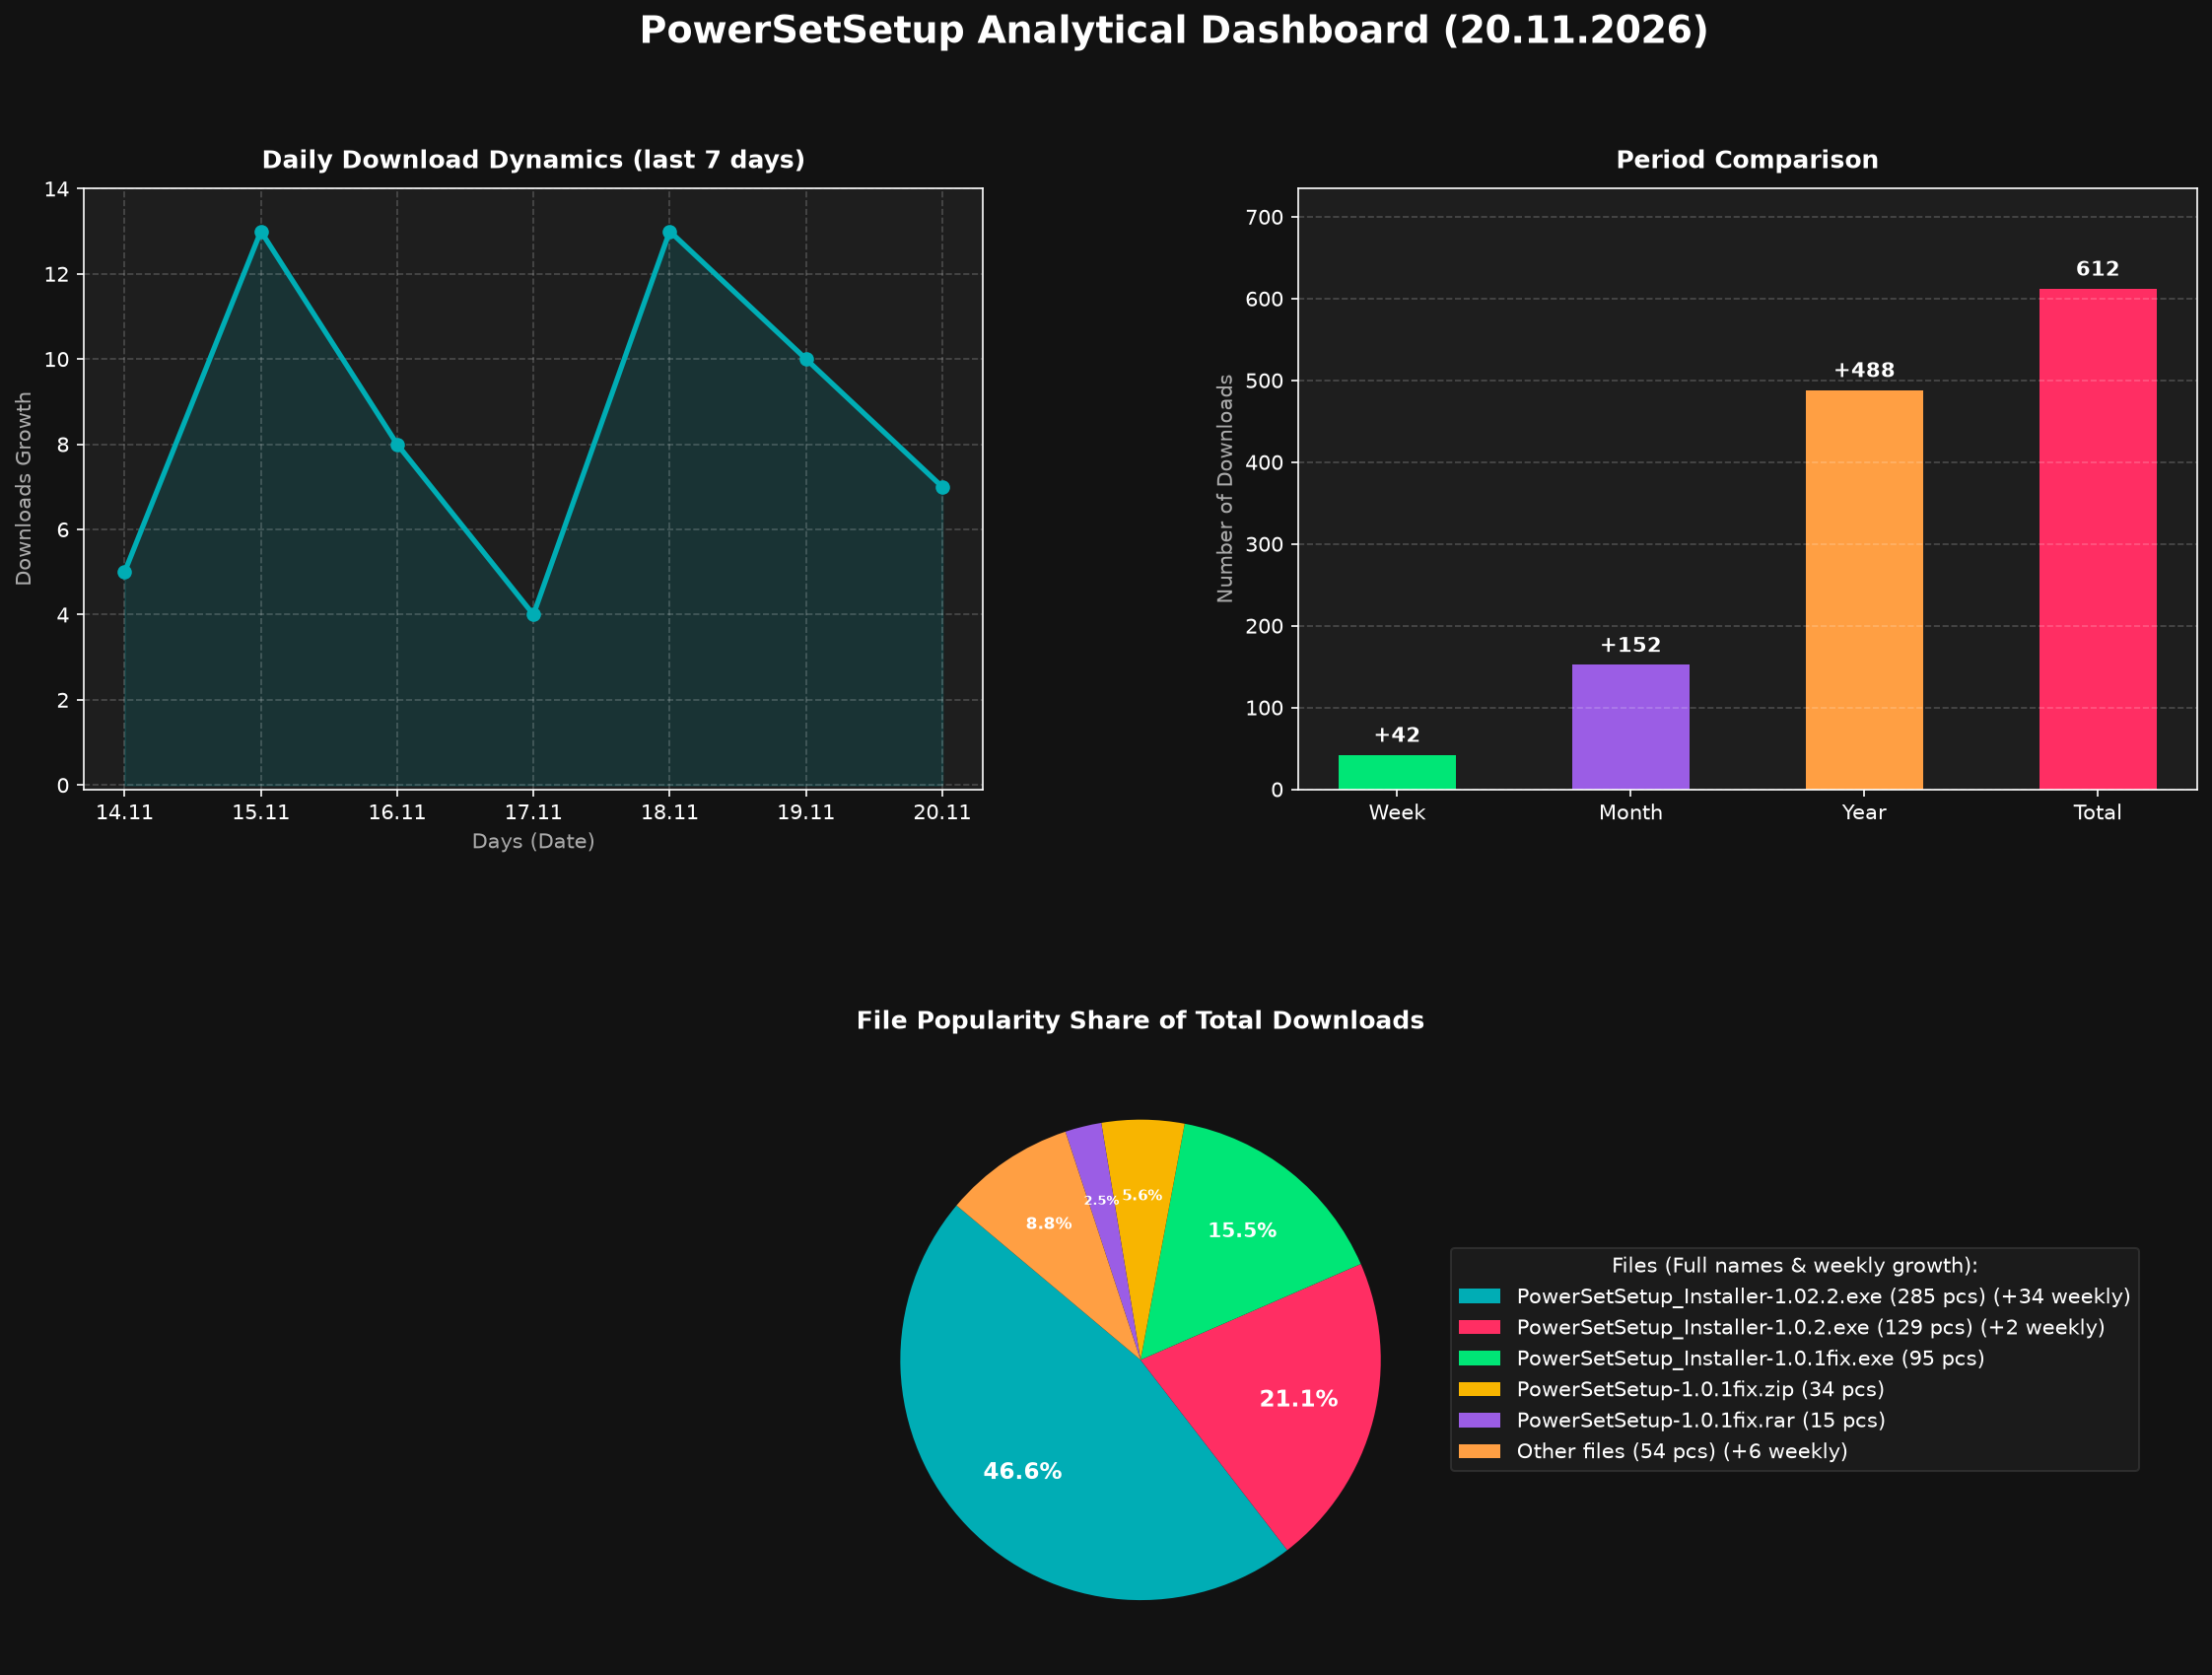 PowerSetSetup Analytical Dashboard (20.11.2026)
Daily Download Dynamics (last 7 days)
Downloads Growth
14
12
10
8
6
4
2
0
14.11 15.11 16.11 17.11 18.11 19.11 20.11
Days (Date)
Period Comparison
Number of Downloads
700
600
500
400
300
200
100
0
+42
+152
+488
612
Week Month Year Total
File Popularity Share of Total Downloads
8.8%
2.5%
5.6%
15.5%
21.1%
46.6%
Files (Full names & weekly growth):
PowerSetSetup_Installer-1.02.2.exe (285 pcs) (+34 weekly)
PowerSetSetup_Installer-1.0.2.exe (129 pcs) (+2 weekly)
PowerSetSetup_Installer-1.0.1fix.exe (95 pcs)
PowerSetSetup-1.0.1fix.zip (34 pcs)
PowerSetSetup-1.0.1fix.rar (15 pcs)
Other files (54 pcs) (+6 weekly)